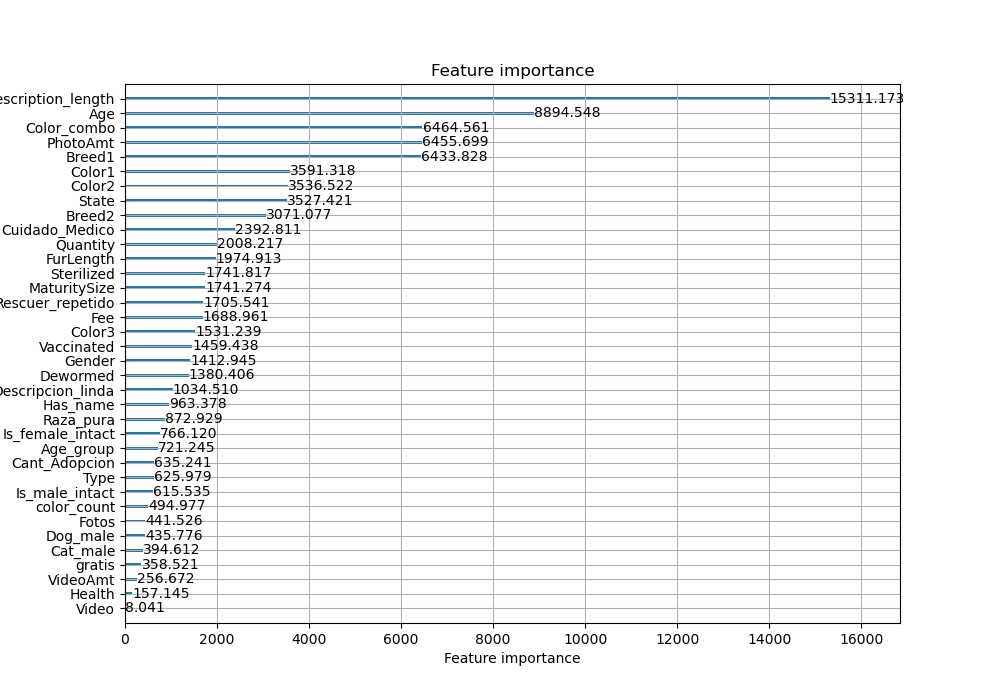 Feature importance
escription_length 15311.173
Age 8894.548
Color_combo 6464.561
PhotoAmt 6455.699
Breed1 6433.828
Color1 3591.318
Color2 3536.522
State 3527.421
Breed2 3071.077
Cuidado_Medico 2392.811
Quantity 2008.217
FurLength 1974.913
Sterilized 1741.817
MaturitySize 1741.274
Rescuer_repetido 1705.541
Fee 1688.961
Color3 1531.239
Vaccinated 1459.438
Gender 1412.945
Dewormed 1380.406
Descripcion_linda 1034.510
Has_name 963.378
Raza_pura 872.929
Is_female_intact 766.120
Age_group 721.245
Cant_Adopcion 635.241
Type 625.979
Is_male_intact 615.535
color_count 494.977
Fotos 441.526
Dog_male 435.776
Cat_male 394.612
gratis 358.521
VideoAmt 256.672
Health 157.145
Video 8.041
0 2000 4000 6000 8000 10000 12000 14000 16000
Feature importance